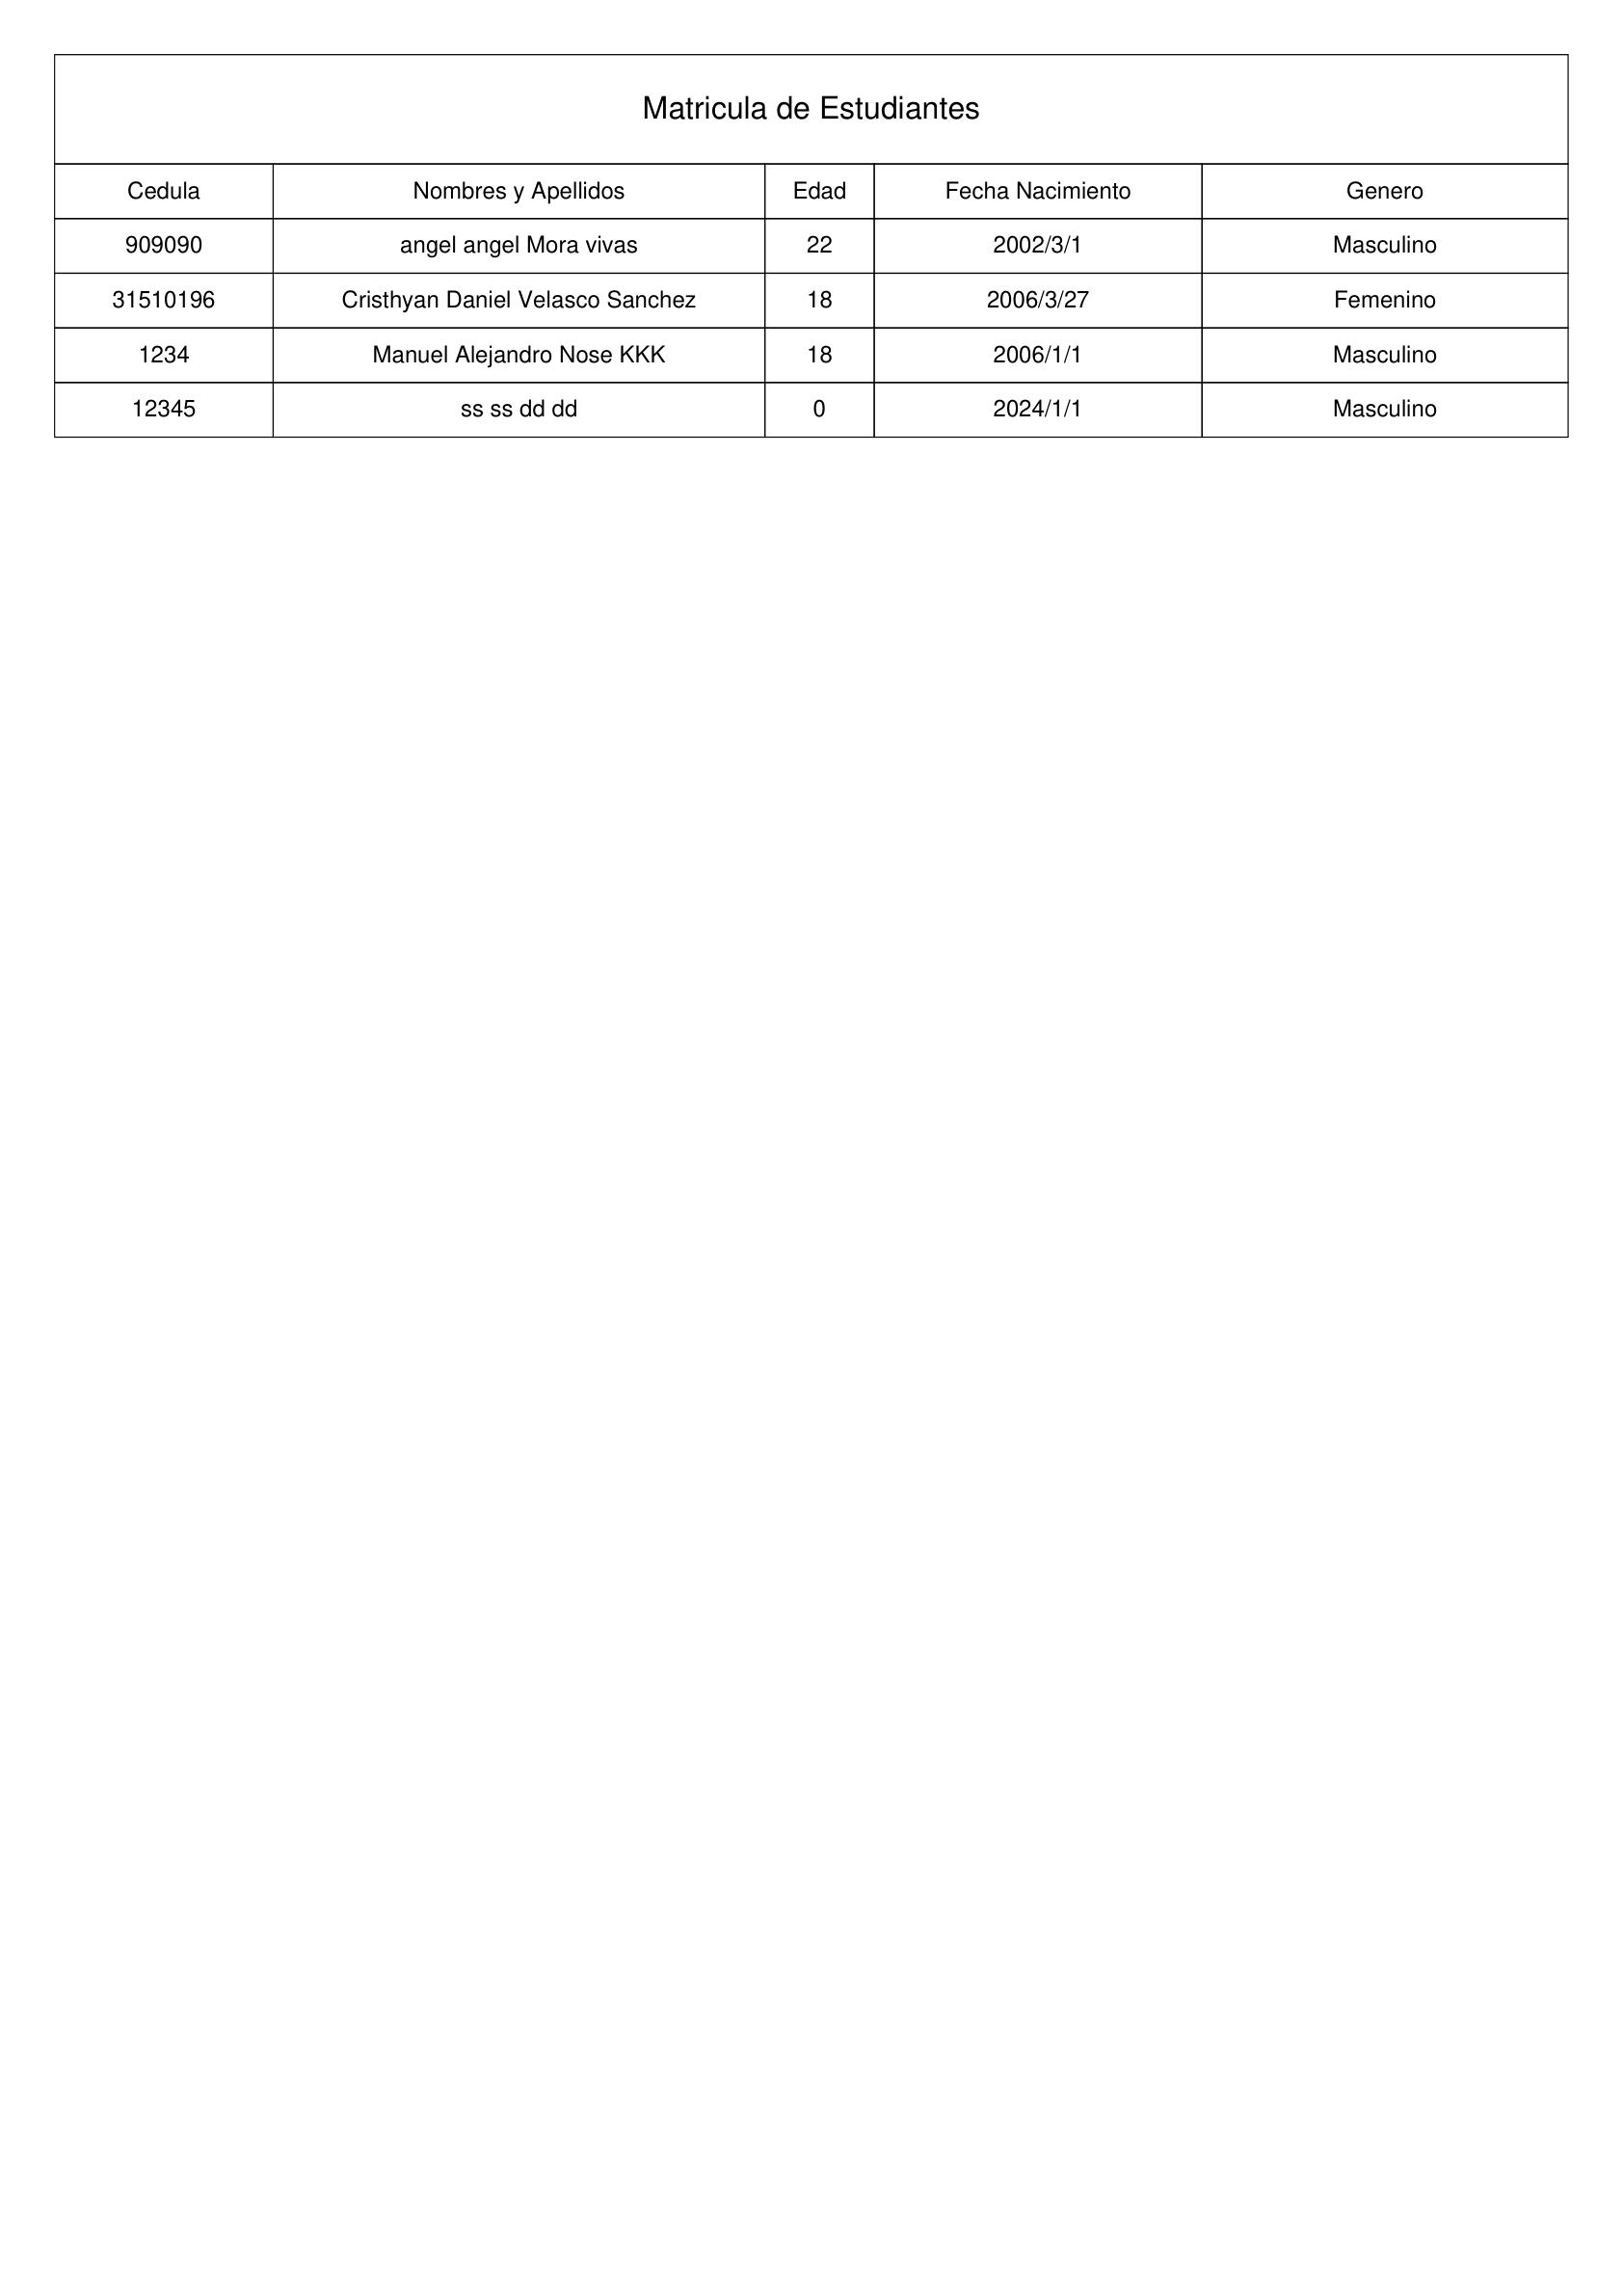 Matricula de Estudiantes
Cedula Nombres y Apellidos Edad Fecha Nacimiento Genero
909090 angel angel Mora vivas 22 2002/3/1 Masculino
31510196 Cristhyan Daniel Velasco Sanchez 18 2006/3/27 Femenino
1234 Manuel Alejandro Nose KKK 18 2006/1/1 Masculino
12345 ss ss dd dd 0 2024/1/1 Masculino